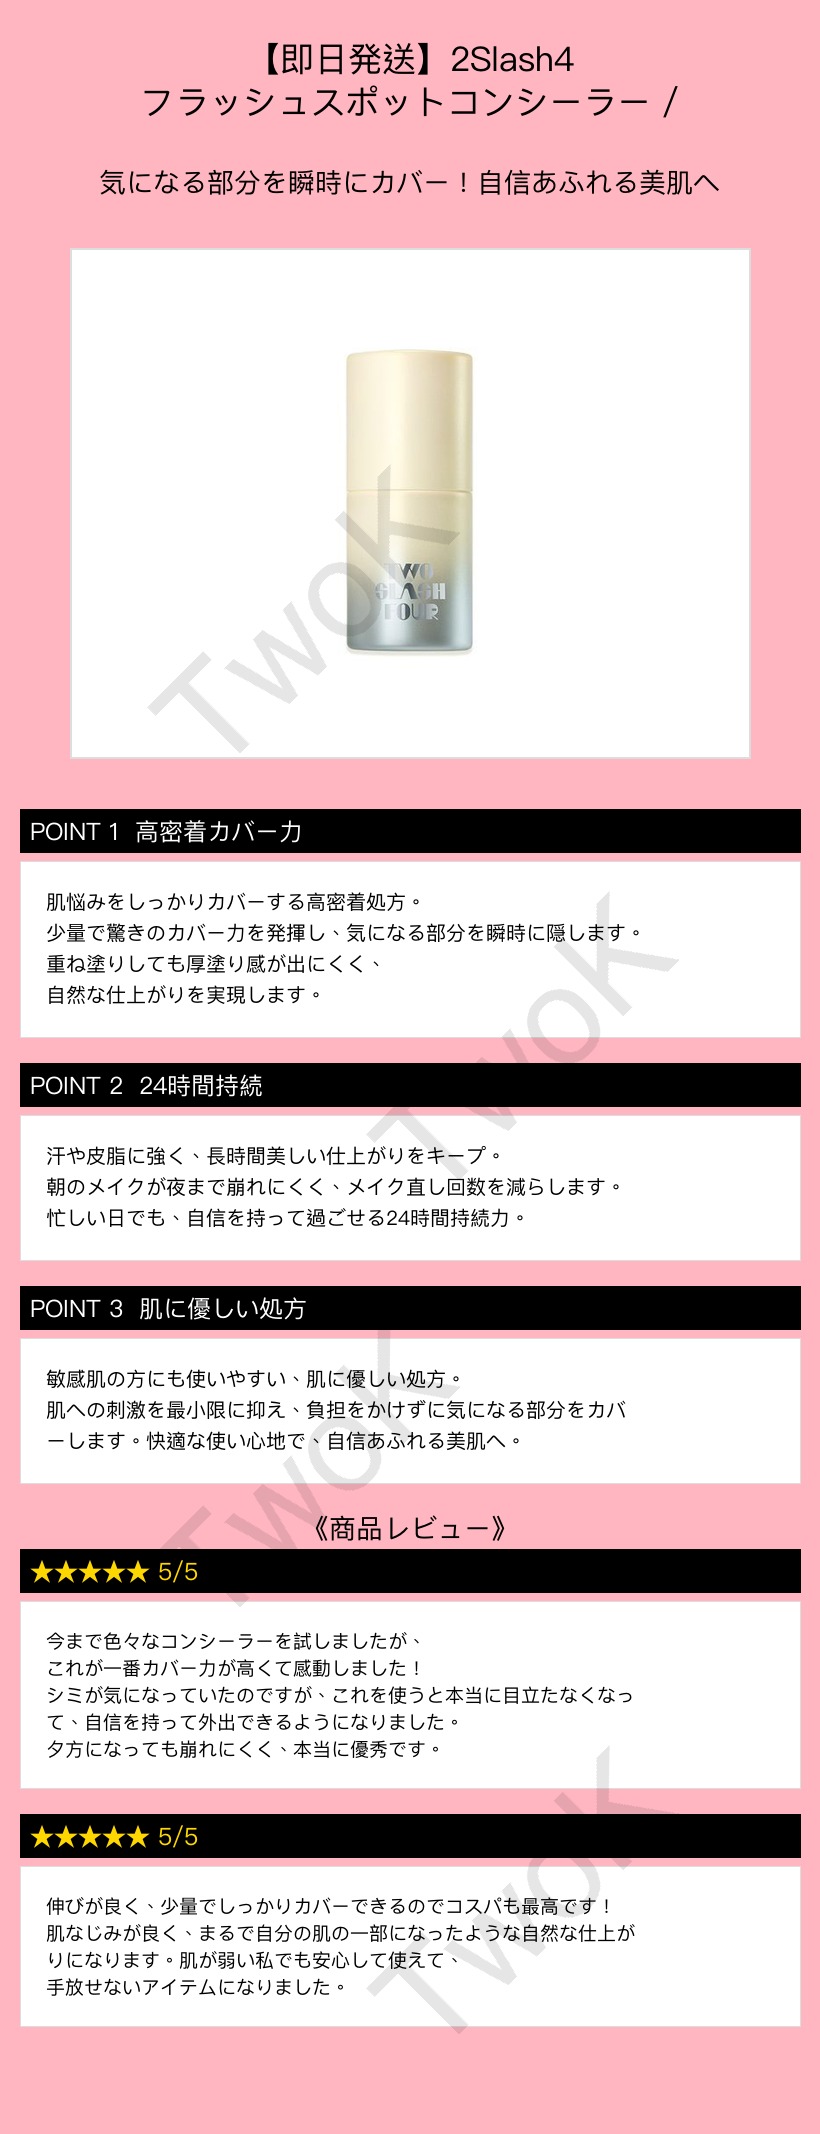 【即日発送】2Slash4
フラッシュスポットコンシーラー /
気になる部分を瞬時にカバー！自信あふれる美肌へ
TWO
SLASH
FOUR
TwoK
POINT 1 高密着カバー力
肌悩みをしっかりカバーする高密着処方。
少量で驚きのカバー力を発揮し、気になる部分を瞬時に隠します。
重ね塗りしても厚塗り感が出にくく、
自然な仕上がりを実現します。
TwoK
POINT 2 24時間持続
汗や皮脂に強く、長時間美しい仕上がりをキープ。
朝のメイクが夜まで崩れにくく、メイク直し回数を減らします。
忙しい日でも、自信を持って過ごせる24時間持続力。
POINT 3 肌に優しい処方
敏感肌の方にも使いやすい、肌に優しい処方。
肌への刺激を最小限に抑え、負担をかけずに気になる部分をカバ
ーします。快適な使い心地で、自信あふれる美肌へ。
TwoK
《商品レビュー》
★★★★★ 5/5
今まで色々なコンシーラーを試しましたが、
これが一番カバー力が高くて感動しました！
シミが気になっていたのですが、これを使うと本当に目立たなくなっ
て、自信を持って外出できるようになりました。
夕方になっても崩れにくく、本当に優秀です。
★★★★★ 5/5
伸びが良く、少量でしっかりカバーできるのでコスパも最高です！
肌なじみが良く、まるで自分の肌の一部になったような自然な仕上が
りになります。肌が弱い私でも安心して使えて、
手放せないアイテムになりました。
TwoK